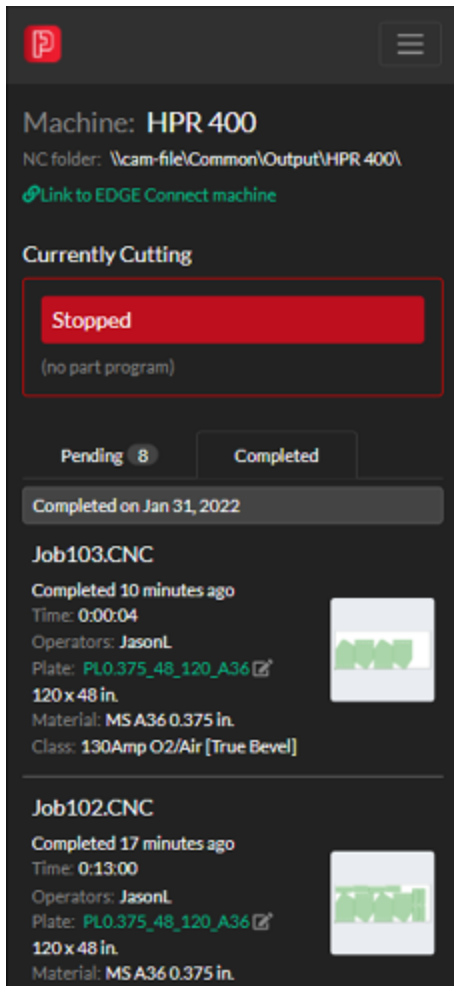 Machine: HPR 400
NC folder: \\cam-file\Common\Output\HPR 400\
Link to EDGE Connect machine
Currently Cutting
Stopped
(no part program)
Pending 8 Completed
Completed on Jan 31, 2022
Job103.CNC
Completed 10 minutes ago
Time: 0:00:04
Operators: JasonL
Plate: PL0.375_48_120_A36
120 x 48 in.
Material: MS A36 0.375 in.
Class: 130Amp O2/Air [True Bevel]
Job102.CNC
Completed 17 minutes ago
Time: 0:13:00
Operators: JasonL
Plate: PL0.375_48_120_A36
120 x 48 in.
Material: MS A36 0.375 in.